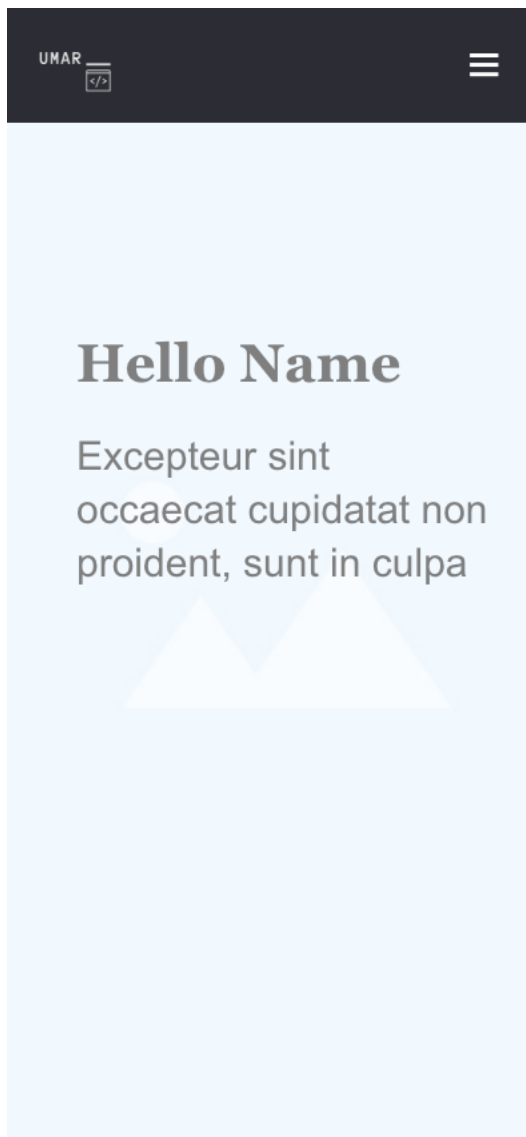 UMAR
</>
Hello Name
Excepteur sint
occaecat cupidatat non
proident, sunt in culpa